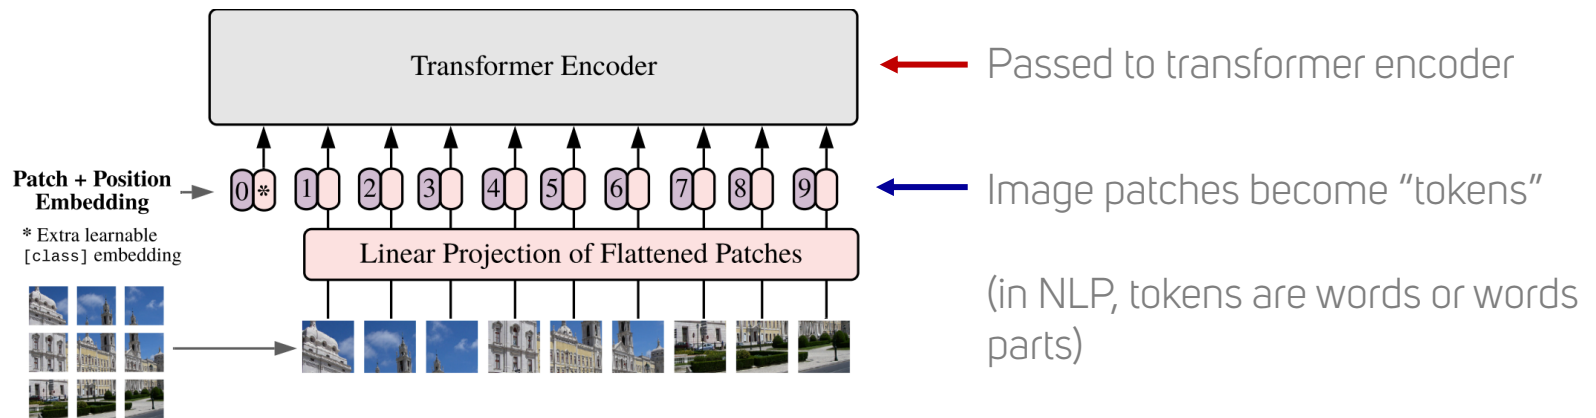 Transformer Encoder
Passed to transformer encoder
Patch + Position
Embedding
0 * 1 2 3 4 5 6 7 8 9
Image patches become “tokens”
* Extra learnable
[class] embedding
Linear Projection of Flattened Patches
(in NLP, tokens are words or words
parts)